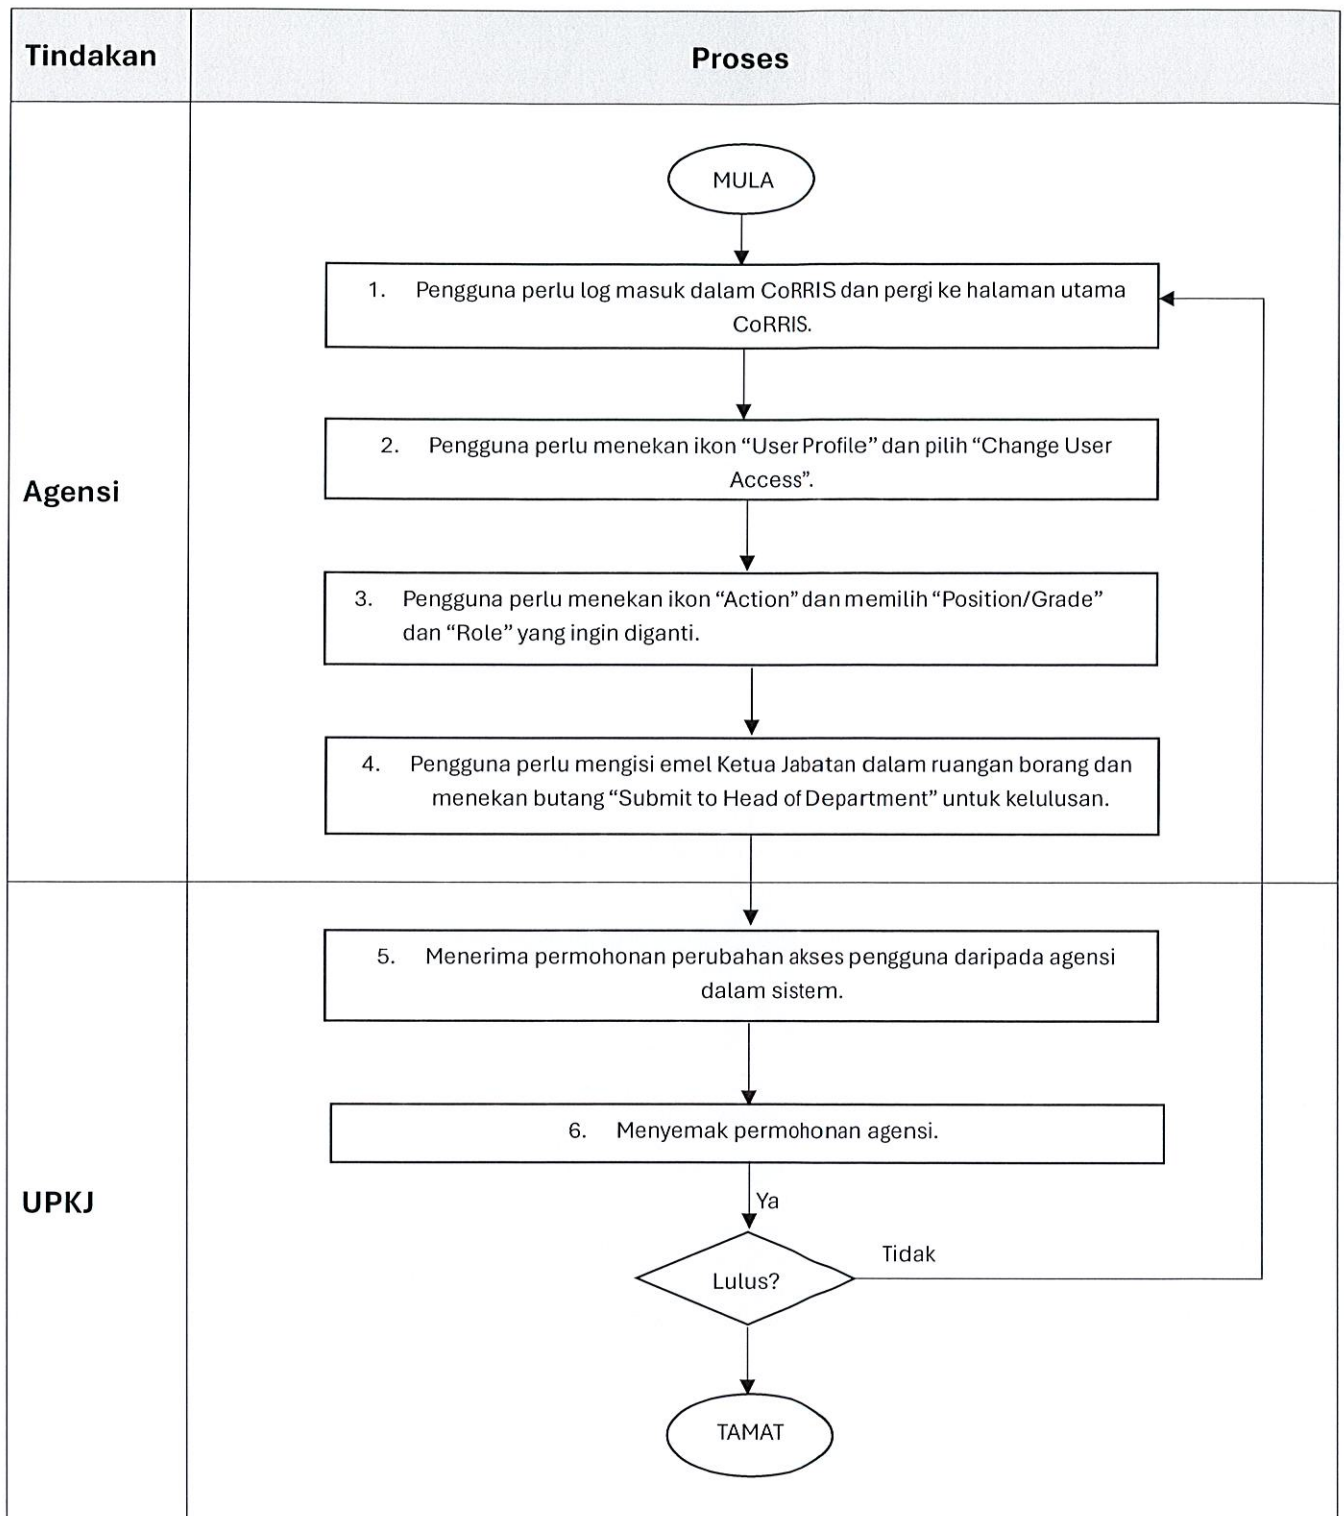 Tindakan
Proses
MULA
1. Pengguna perlu log masuk dalam CoRRIS dan pergi ke halaman utama
CoRRIS.
2. Pengguna perlu menekan ikon “User Profile” dan pilih “Change User
Access”.
Agensi
3. Pengguna perlu menekan ikon “Action” dan memilih “Position/Grade”
dan “Role” yang ingin diganti.
4. Pengguna perlu mengisi emel Ketua Jabatan dalam ruangan borang dan
menekan butang “Submit to Head of Department” untuk kelulusan.
5. Menerima permohonan perubahan akses pengguna daripada agensi
dalam sistem.
6. Menyemak permohonan agensi.
UPKJ
Ya
Tidak
Lulus?
TAMAT